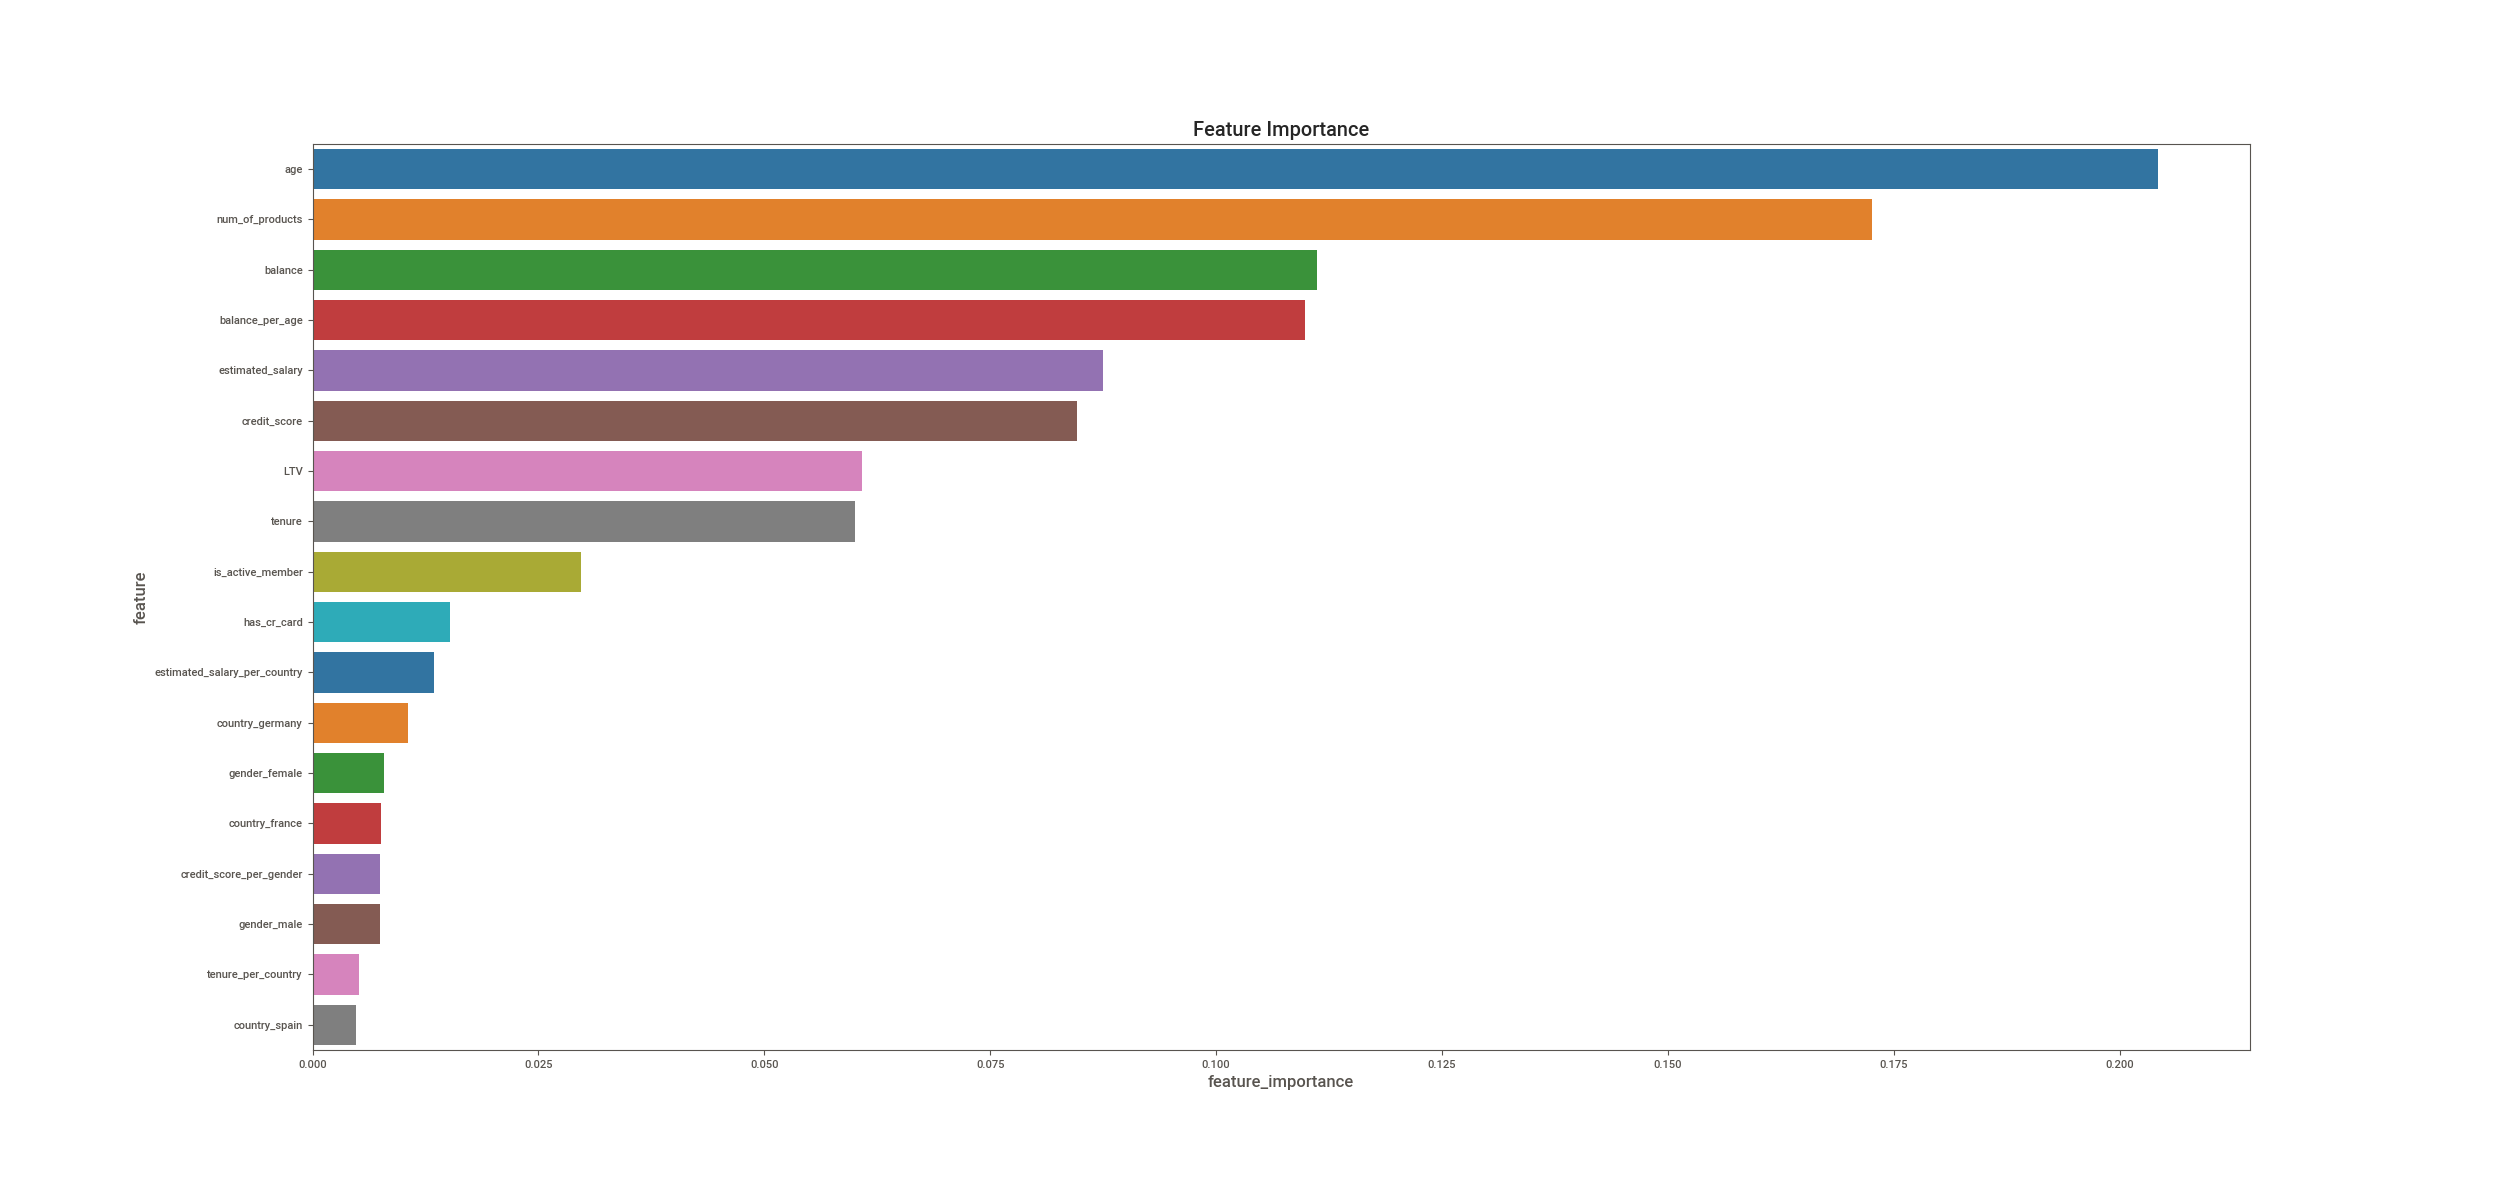 Feature Importance
age
num_of_products
balance
balance_per_age
estimated_salary
credit_score
LTV
tenure
is_active_member
has_cr_card
estimated_salary_per_country
country_germany
gender_female
country_france
credit_score_per_gender
gender_male
tenure_per_country
country_spain
feature
0.000 0.025 0.050 0.075 0.100 0.125 0.150 0.175 0.200
feature_importance